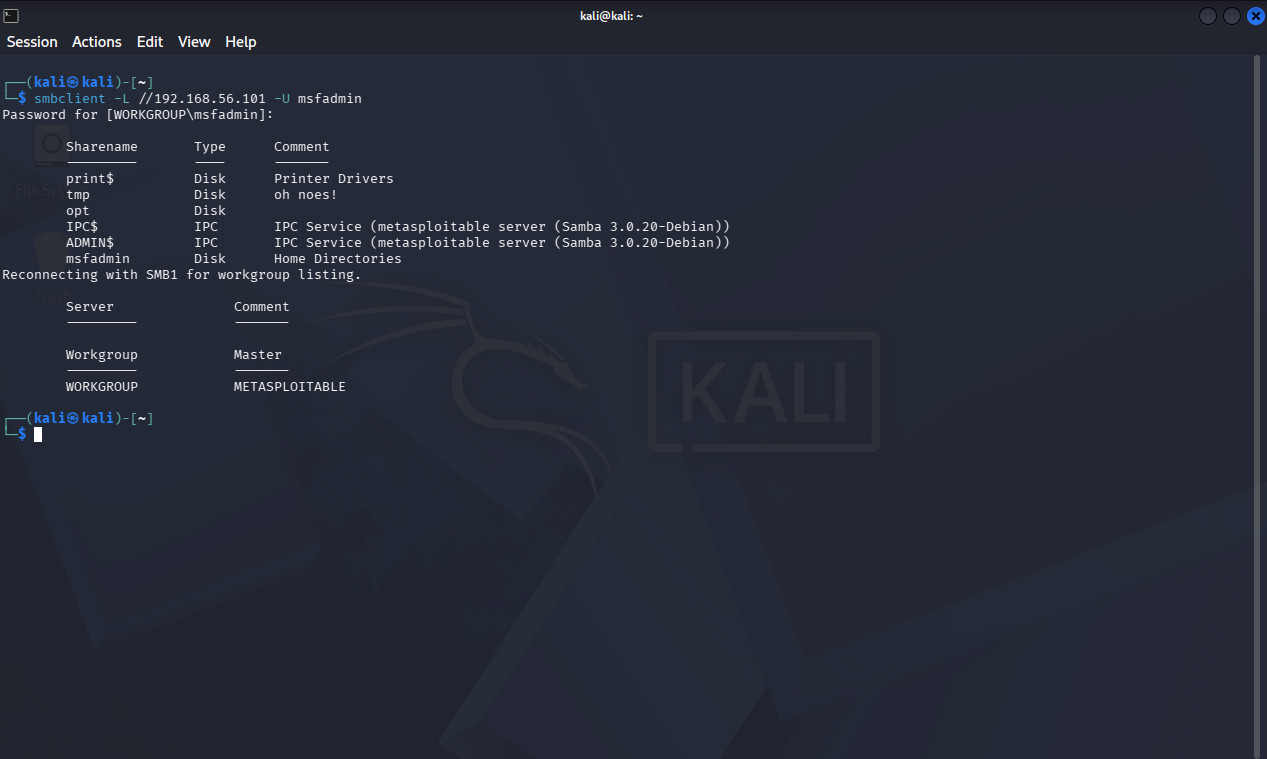 kali@kali: ~
Session Actions Edit View Help
┌──(kali㉿kali)-[~]
└─$ smbclient -L //192.168.56.101 -U msfadmin
Password for [WORKGROUP\msfadmin]:
Sharename Type Comment
--------- ---- -------
print$ Disk Printer Drivers
tmp Disk oh noes!
opt Disk
IPC$ IPC IPC Service (metasploitable server (Samba 3.0.20-Debian))
ADMIN$ IPC IPC Service (metasploitable server (Samba 3.0.20-Debian))
msfadmin Disk Home Directories
Reconnecting with SMB1 for workgroup listing.
Server Comment
--------- -------
Workgroup Master
--------- -------
WORKGROUP METASPLOITABLE
┌──(kali㉿kali)-[~]
└─$
File Sys
Trash
KALI